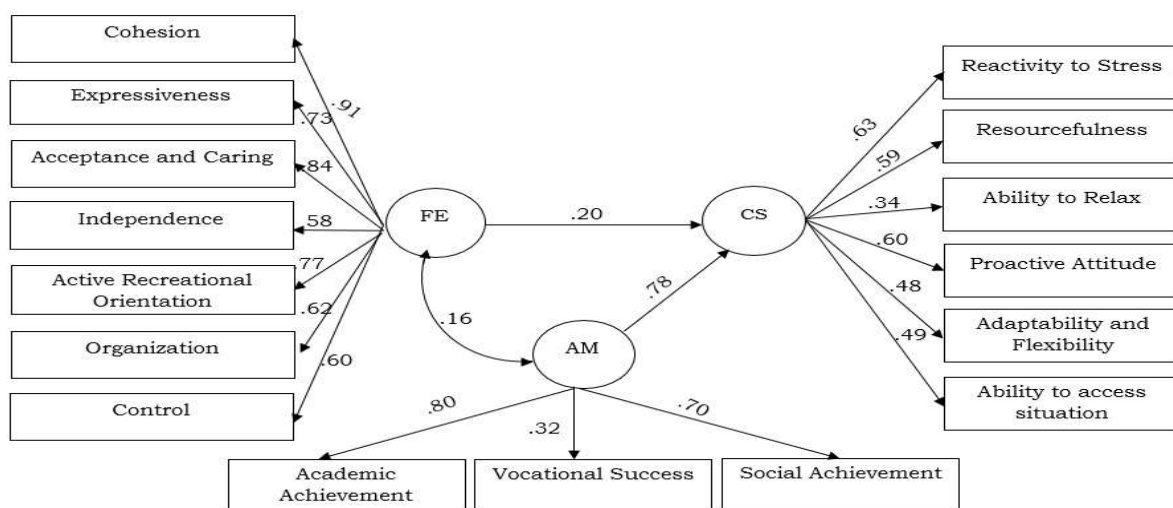 Cohesion
Expressiveness
Acceptance and Caring
Independence
Active Recreational
Orientation
Organization
Control
.91
.73
.84
.58
.77
.62
.60
FE
.20
CS
.16
.78
AM
.80
.32
.70
Academic
Achievement
Vocational Success
Social Achievement
.63
.59
.34
.60
.48
.49
Reactivity to Stress
Resourcefulness
Ability to Relax
Proactive Attitude
Adaptability and
Flexibility
Ability to access
situation